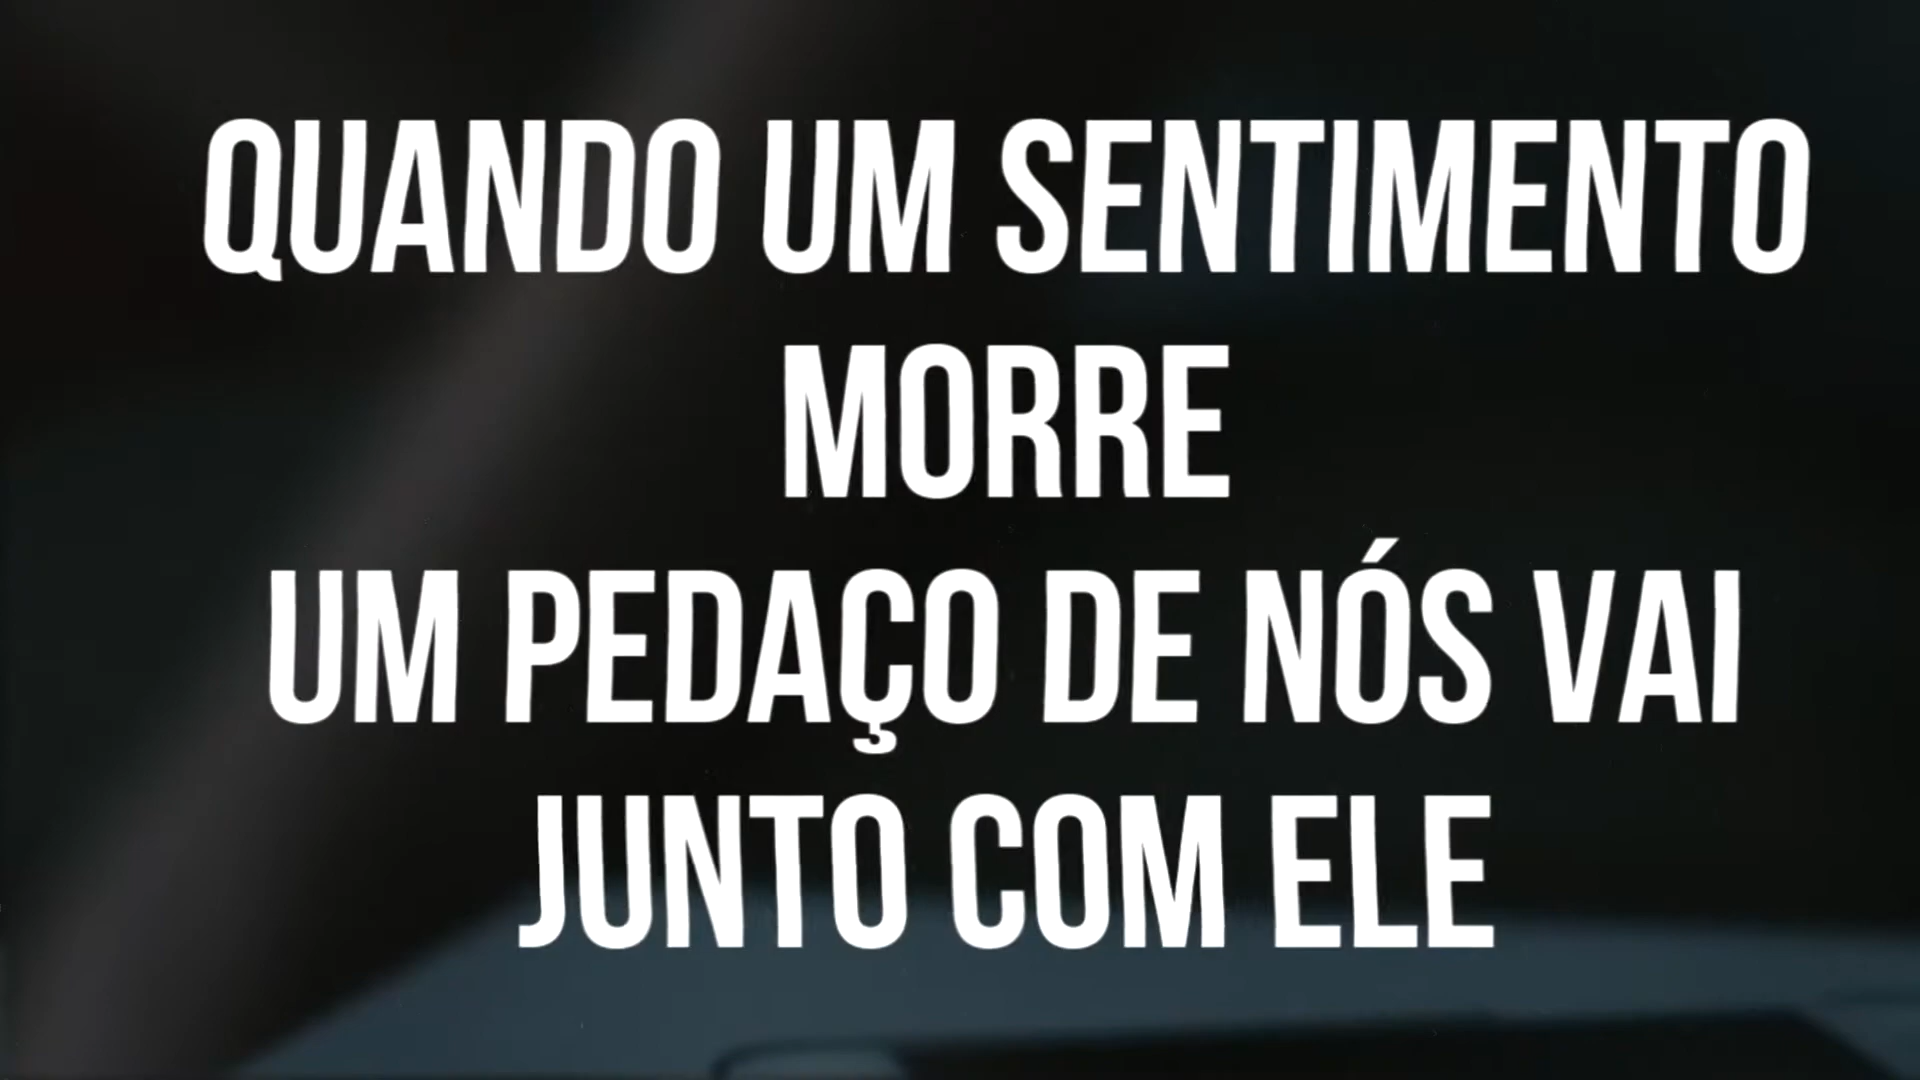 QUANDO UM SENTIMENTO
MORRE
UM PEDAÇO DE NÓS VAI
JUNTO COM ELE